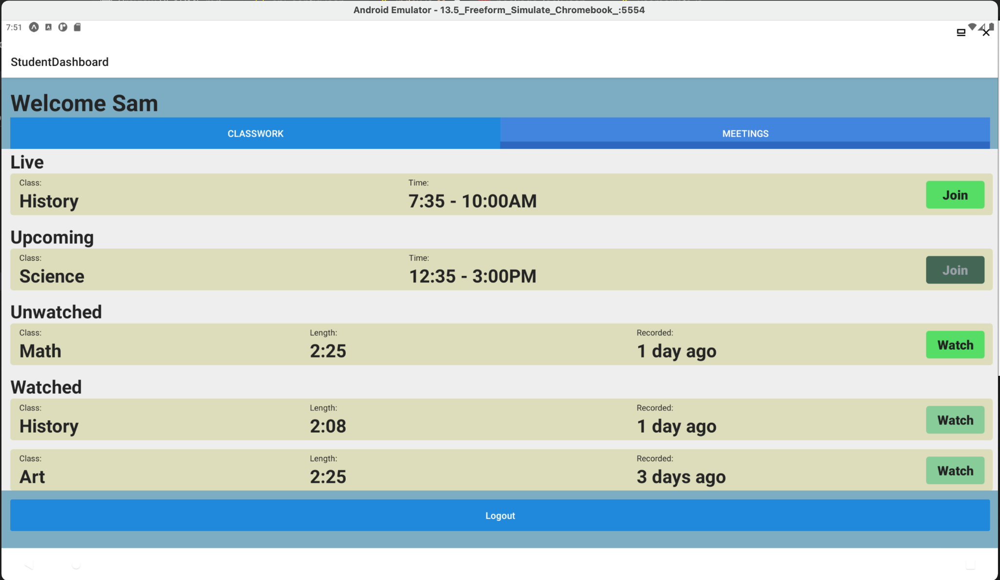 Android Emulator - 13.5_Freeform_Simulate_Chromebook_:5554
7:51
StudentDashboard
Welcome Sam
CLASSWORK MEETINGS
Live
Class: Time:
History 7:35 - 10:00AM Join
Upcoming
Class: Time:
Science 12:35 - 3:00PM Join
Unwatched
Class: Length: Recorded:
Math 2:25 1 day ago Watch
Watched
Class: Length: Recorded:
History 2:08 1 day ago Watch
Class: Length: Recorded:
Art 2:25 3 days ago Watch
Logout